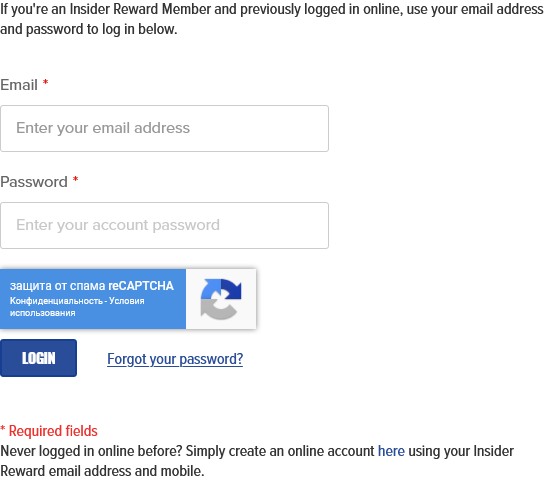 If you're an Insider Reward Member and previously logged in online, use your email address
and password to log in below.
Email *
Enter your email address
Password *
Enter your account password
защита от спама reCAPTCHA
Конфиденциальность - Условия
использования
LOGIN
Forgot your password?
* Required fields
Never logged in online before? Simply create an online account here using your Insider
Reward email address and mobile.